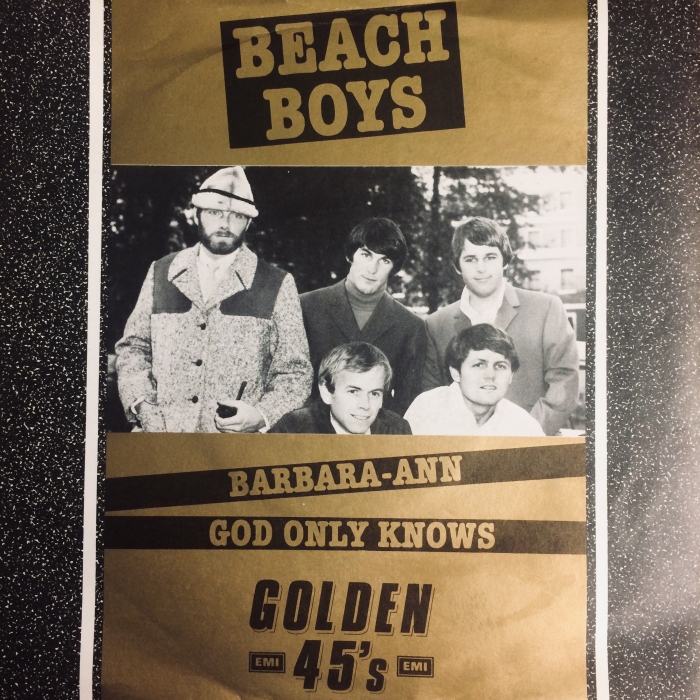 BEACH
BOYS
BARBARA-ANN
GOD ONLY KNOWS
GOLDEN
EMI 45's EMI